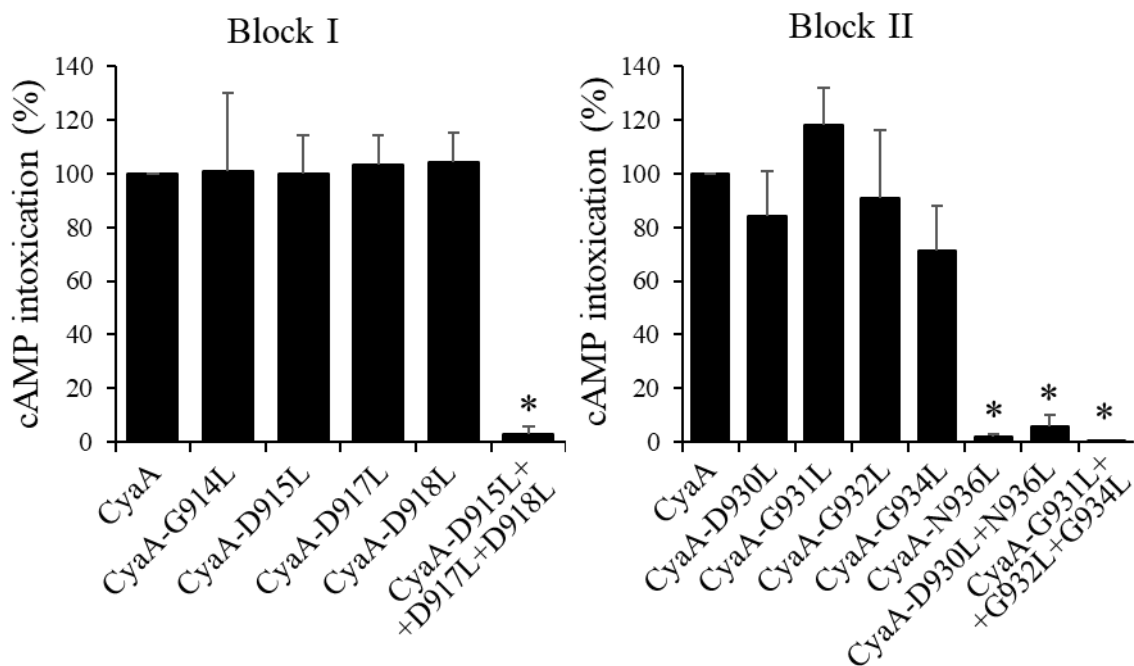 Block I
cAMP intoxication (%)
140
120
100
80
60
40
20
0
*
CyaA
CyaA-G914L
CyaA-D915L
CyaA-D917L
CyaA-D918L
CyaA-D915L+
+D917L+D918L
Block II
cAMP intoxication (%)
140
120
100
80
60
40
20
0
*
*
*
CyaA
CyaA-D930L
CyaA-G931L
CyaA-G932L
CyaA-G934L
CyaA-N936L
CyaA-D930L+N936L
CyaA-G931L+
+G932L+G934L